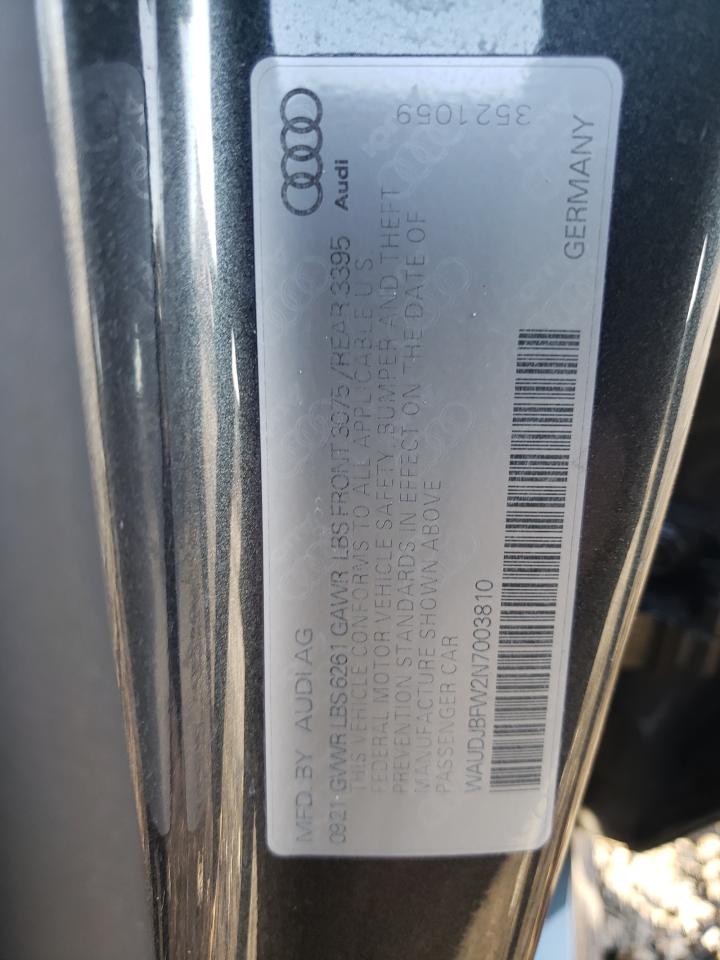 MFD. BY AUDI AG
Audi
0921 GVWR LBS 6261 GAWR LBS FRONT 3075 /REAR 3395
THIS VEHICLE CONFORMS TO ALL APPLICABLE U S
FEDERAL MOTOR VEHICLE SAFETY, BUMPER AND THEFT
PREVENTION STANDARDS IN EFFECT ON THE DATE OF
MANUFACTURE SHOWN ABOVE
PASSENGER CAR
WAUDJBFW2N7003810
3521059
GERMANY